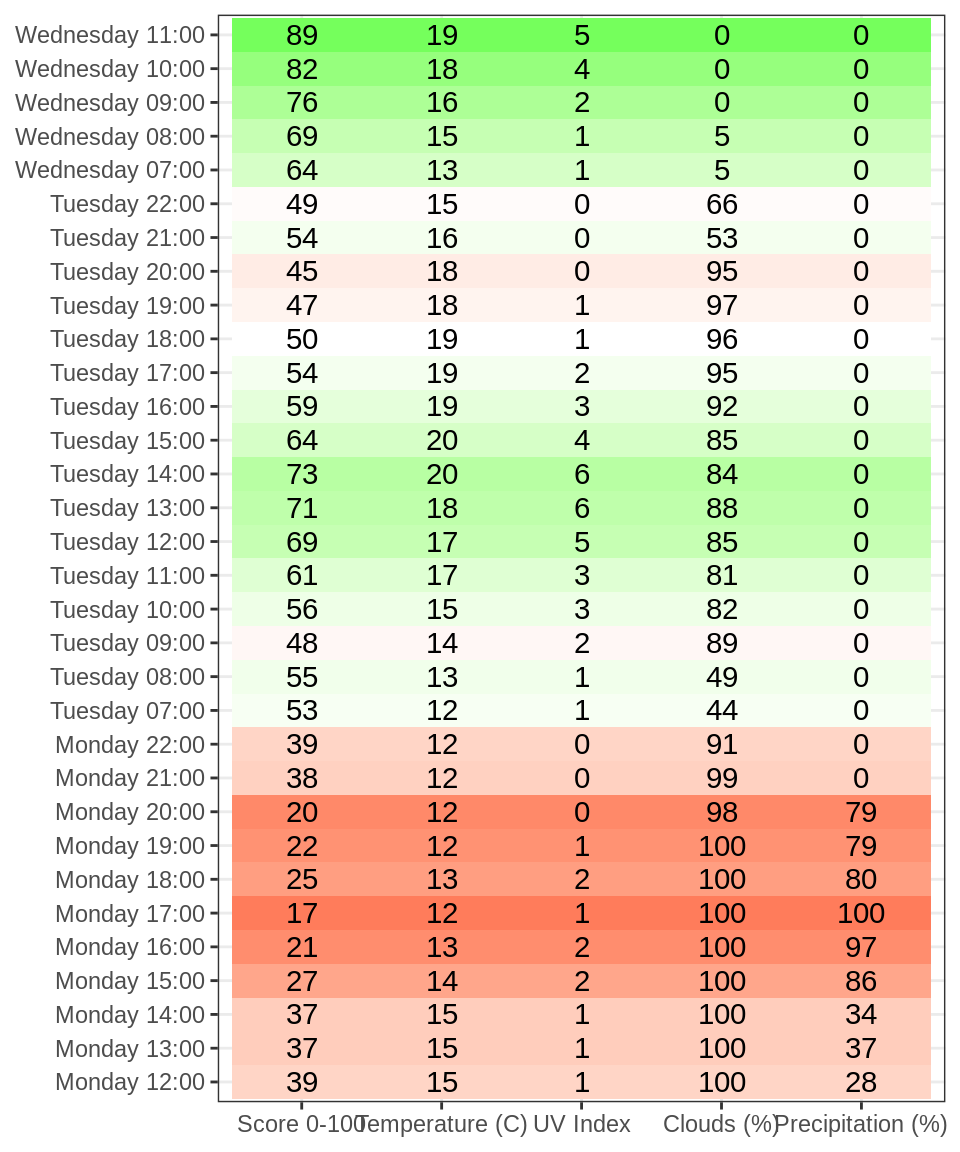 Wednesday 11:00 89 19 5 0 0
Wednesday 10:00 82 18 4 0 0
Wednesday 09:00 76 16 2 0 0
Wednesday 08:00 69 15 1 5 0
Wednesday 07:00 64 13 1 5 0
Tuesday 22:00 49 15 0 66 0
Tuesday 21:00 54 16 0 53 0
Tuesday 20:00 45 18 0 95 0
Tuesday 19:00 47 18 1 97 0
Tuesday 18:00 50 19 1 96 0
Tuesday 17:00 54 19 2 95 0
Tuesday 16:00 59 19 3 92 0
Tuesday 15:00 64 20 4 85 0
Tuesday 14:00 73 20 6 84 0
Tuesday 13:00 71 18 6 88 0
Tuesday 12:00 69 17 5 85 0
Tuesday 11:00 61 17 3 81 0
Tuesday 10:00 56 15 3 82 0
Tuesday 09:00 48 14 2 89 0
Tuesday 08:00 55 13 1 49 0
Tuesday 07:00 53 12 1 44 0
Monday 22:00 39 12 0 91 0
Monday 21:00 38 12 0 99 0
Monday 20:00 20 12 0 98 79
Monday 19:00 22 12 1 100 79
Monday 18:00 25 13 2 100 80
Monday 17:00 17 12 1 100 100
Monday 16:00 21 13 2 100 97
Monday 15:00 27 14 2 100 86
Monday 14:00 37 15 1 100 34
Monday 13:00 37 15 1 100 37
Monday 12:00 39 15 1 100 28
Score 0-100 Temperature (C) UV Index Clouds (%) Precipitation (%)